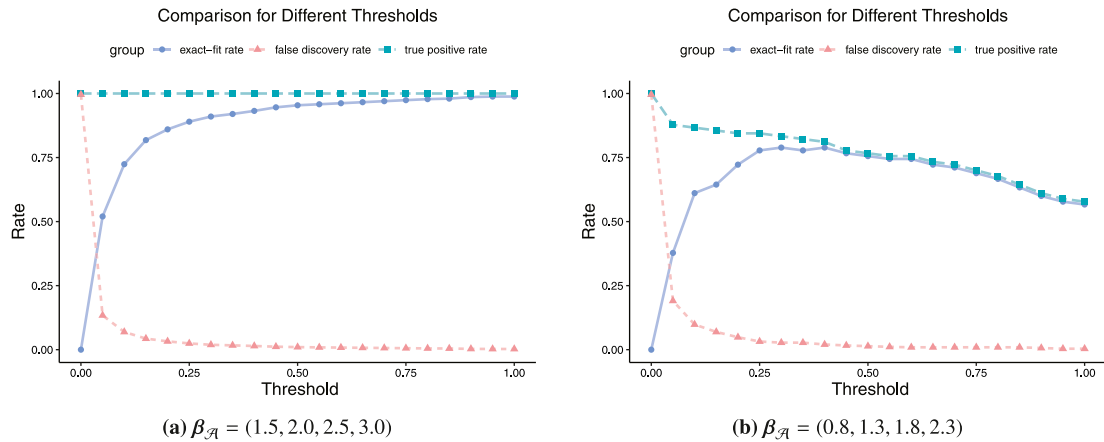 Comparison for Different Thresholds
group exact−fit rate false discovery rate true positive rate
1.00
0.75
0.50
0.25
0.00
Rate
0.00 0.25 0.50 0.75 1.00
Threshold
(a) 𝜷𝒜 = (1.5, 2.0, 2.5, 3.0)
Comparison for Different Thresholds
group exact−fit rate false discovery rate true positive rate
1.00
0.75
0.50
0.25
0.00
Rate
0.00 0.25 0.50 0.75 1.00
Threshold
(b) 𝜷𝒜 = (0.8, 1.3, 1.8, 2.3)